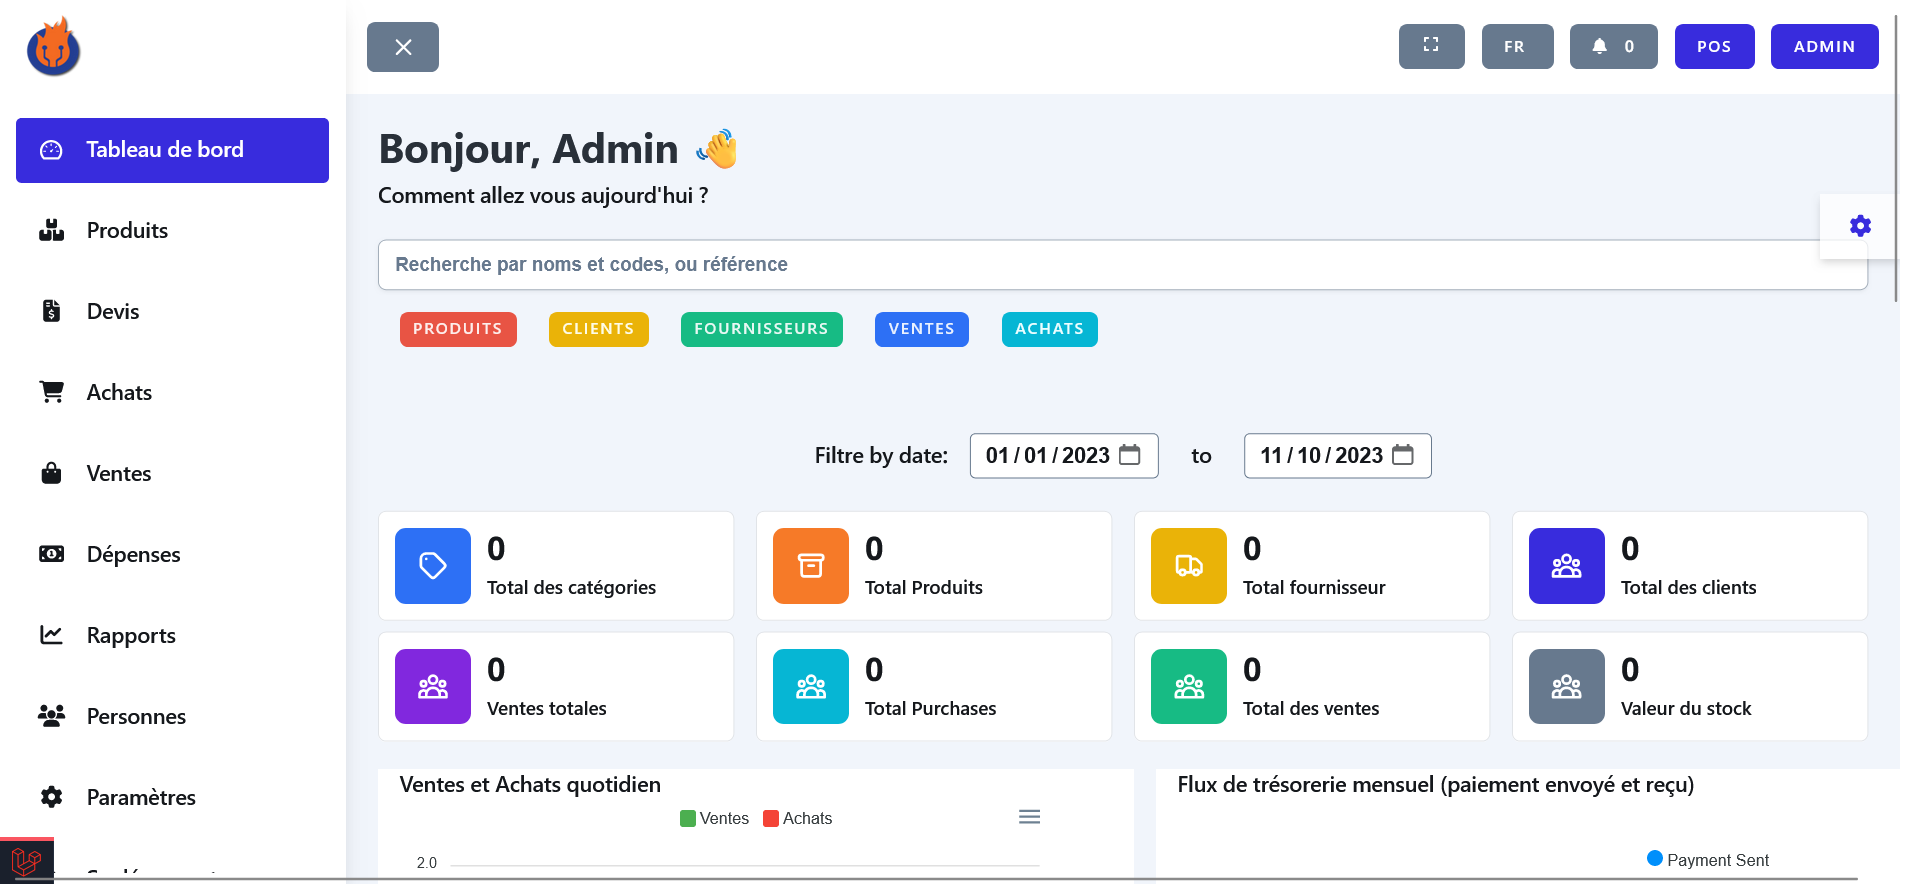 FR
0
POS
ADMIN
Tableau de bord
Produits
Devis
Achats
Ventes
Dépenses
Rapports
Personnes
Paramètres
Bonjour, Admin 👋
Comment allez vous aujourd'hui ?
Recherche par noms et codes, ou référence
PRODUITS CLIENTS FOURNISSEURS VENTES ACHATS
Filtre by date: 01/01/2023 to 11/10/2023
0
Total des catégories
0
Total Produits
0
Total fournisseur
0
Total des clients
0
Ventes totales
0
Total Purchases
0
Total des ventes
0
Valeur du stock
Ventes et Achats quotidien
Ventes Achats
2.0
Flux de trésorerie mensuel (paiement envoyé et reçu)
Payment Sent